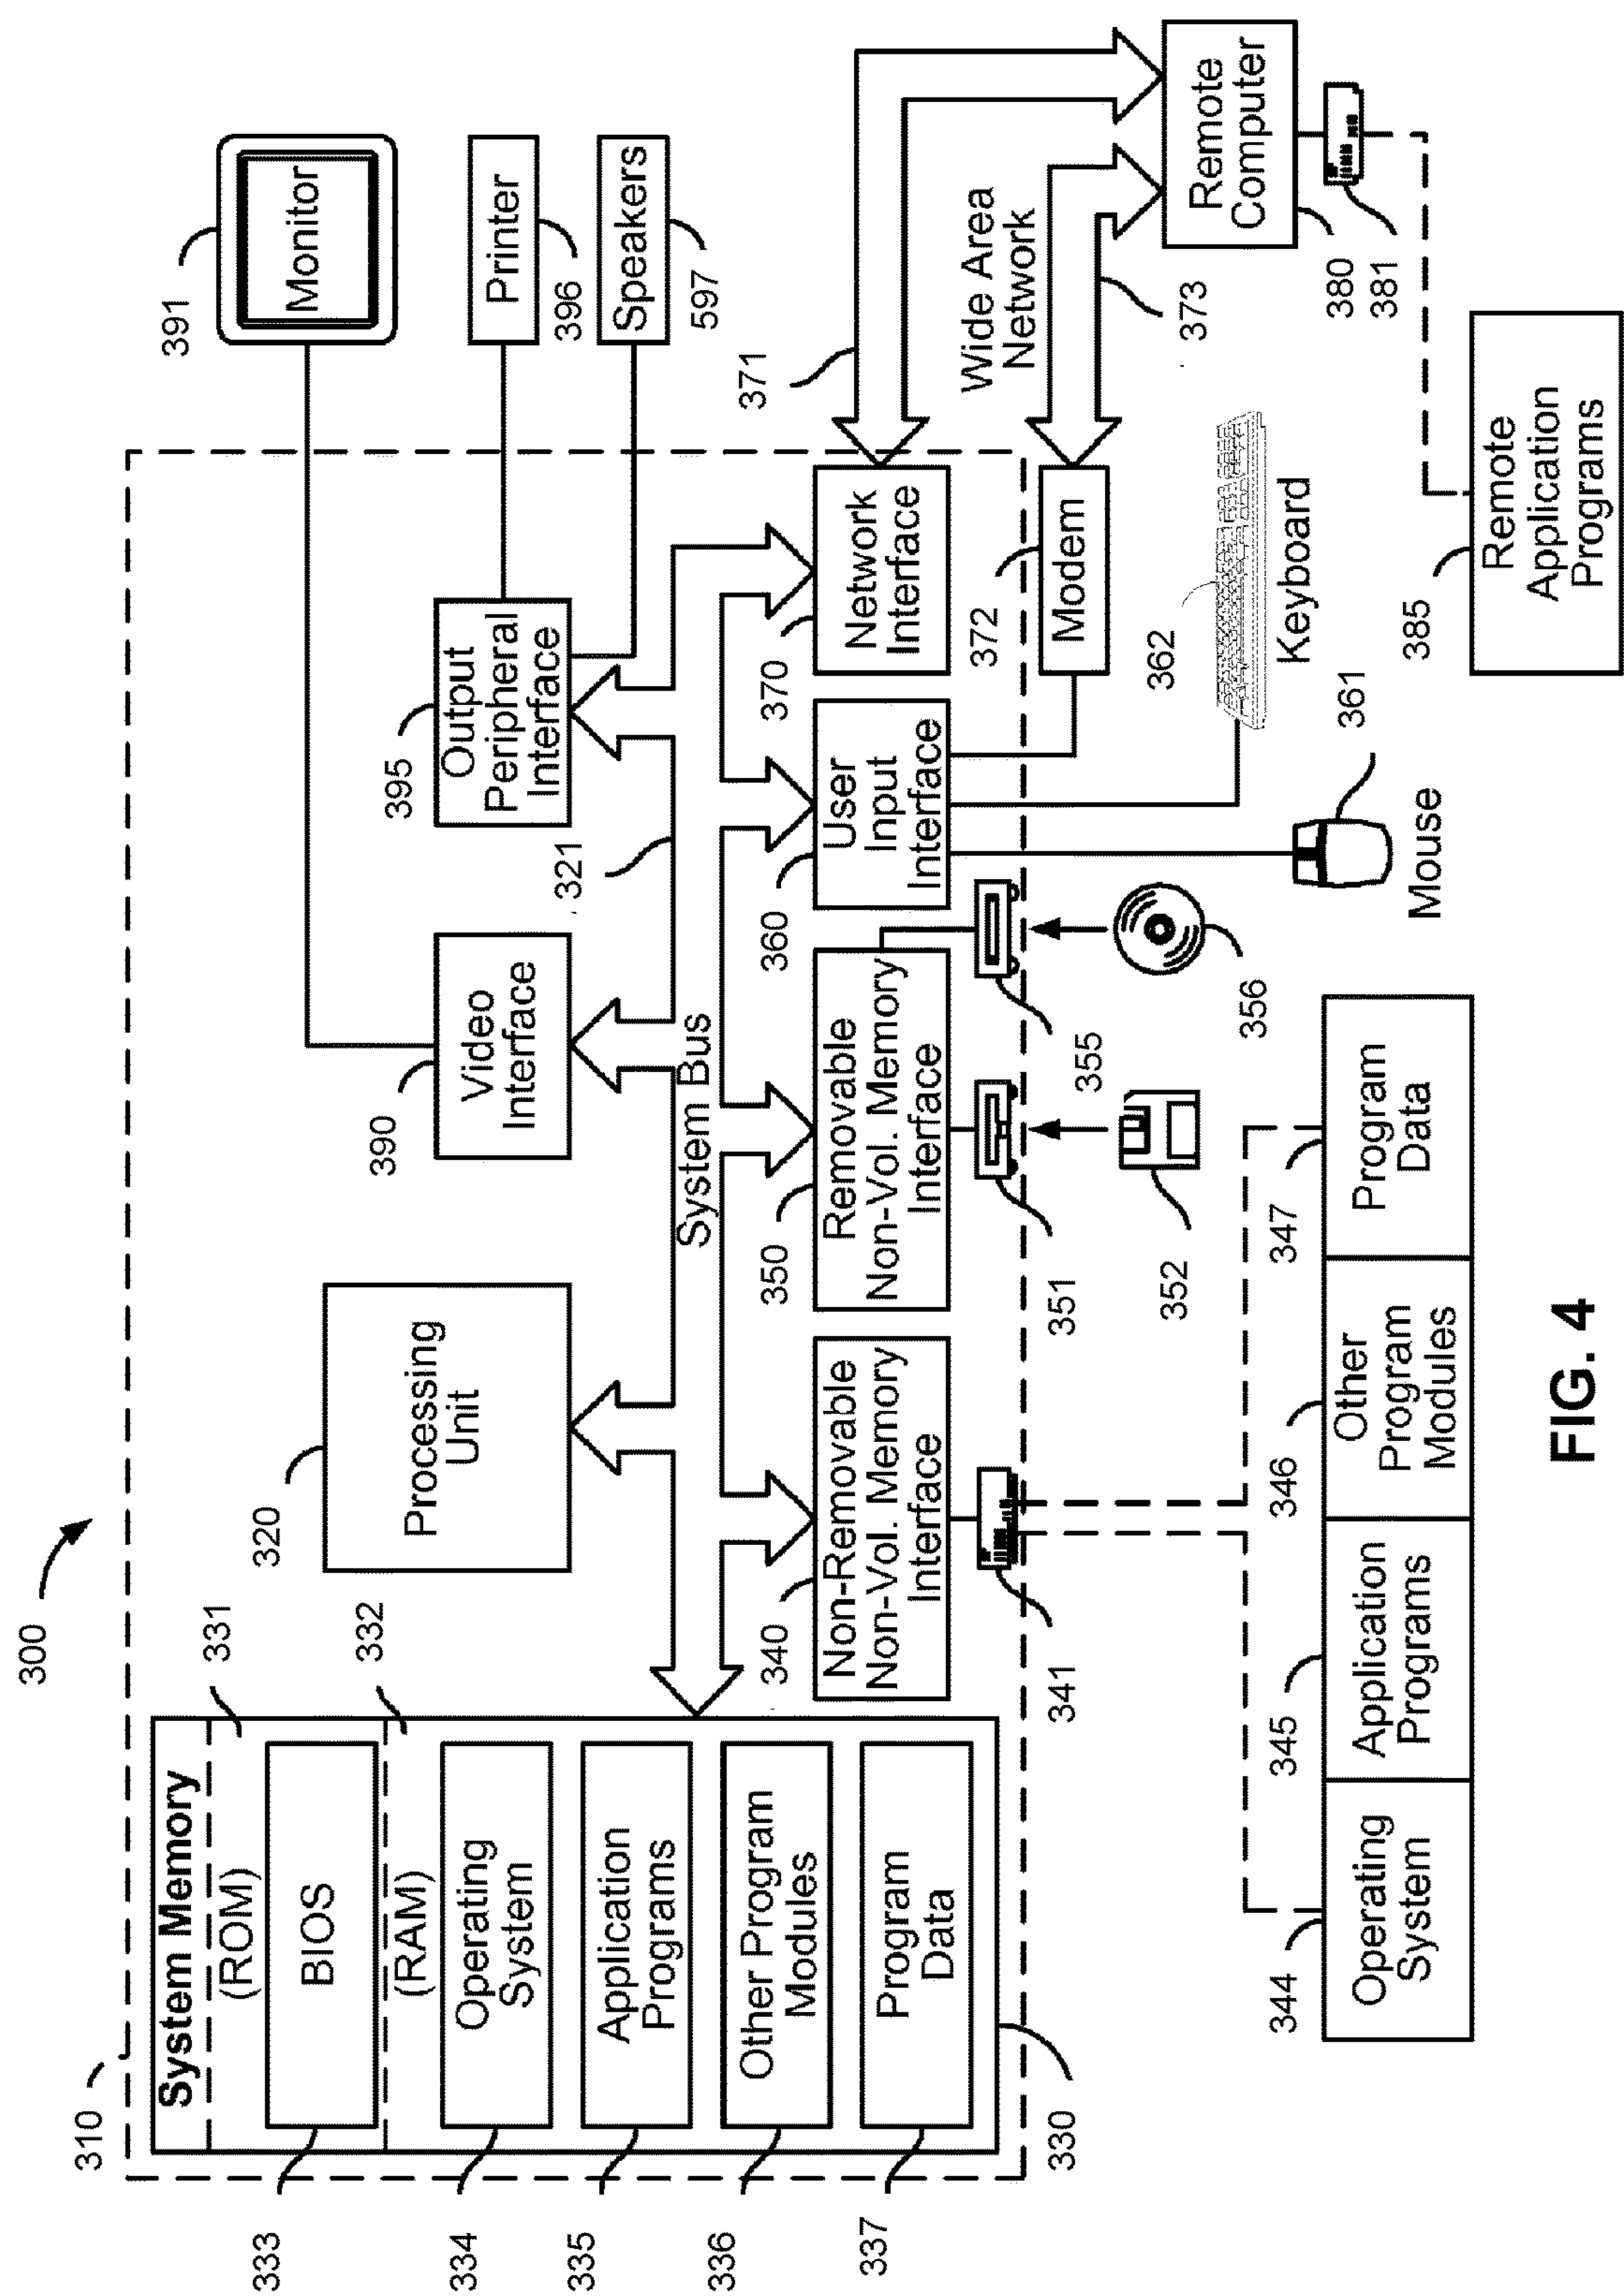 300
310
System Memory
(ROM)
331
BIOS
333
(RAM)
332
Operating
System
334
Application
Programs
335
Other Program
Modules
336
Program
Data
337
330
320
Processing
Unit
390
Video
Interface
395
Output
Peripheral
Interface
391
Monitor
Printer
396
Speakers
597
321
System Bus
340
Non-Removable
Non-Vol. Memory
Interface
341
350
Removable
Non-Vol. Memory
Interface
351
352
355
356
360
User
Input
Interface
370
Network
Interface
371
372
Modem
Wide Area
Network
373
Remote
Computer
380
381
362
Keyboard
361
Mouse
385
Remote
Application
Programs
344
Operating
System
345
Application
Programs
346
Other
Program
Modules
347
Program
Data
FIG. 4